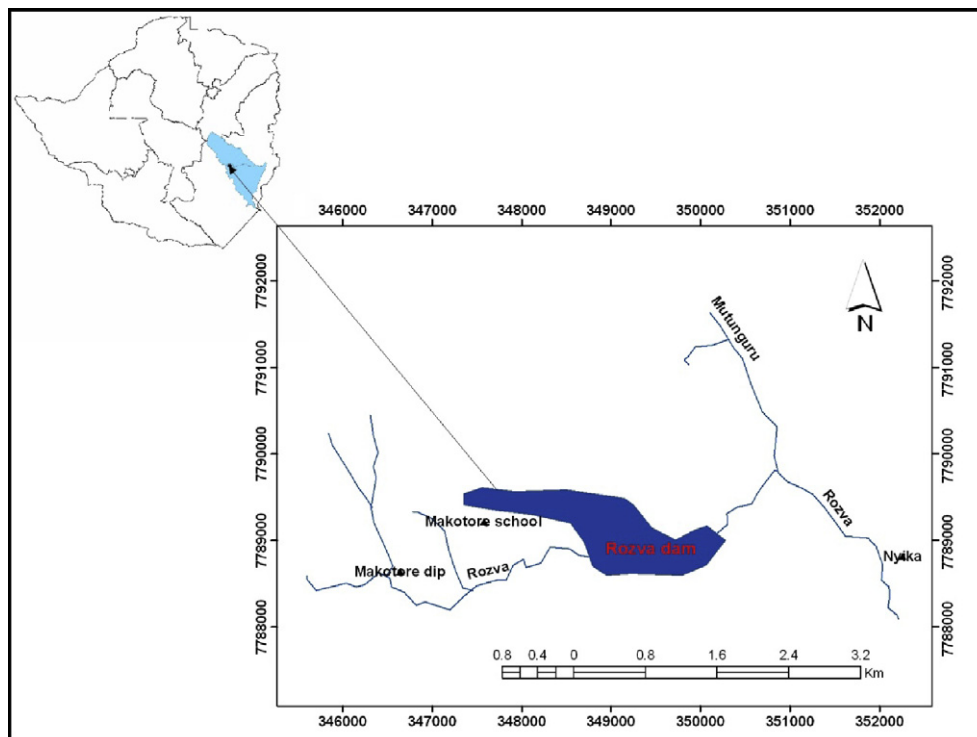 346000 347000 348000 349000 350000 351000 352000
7792000 7792000
N
Mutunguru
7791000 7791000
7790000 7790000
Rozva
Makotore school
7789000 7789000
Rozva dam
Nyika
Makotore dip
Rozva
7788000 7788000
0.8 0.4 0 0.8 1.6 2.4 3.2
Km
346000 347000 348000 349000 350000 351000 352000